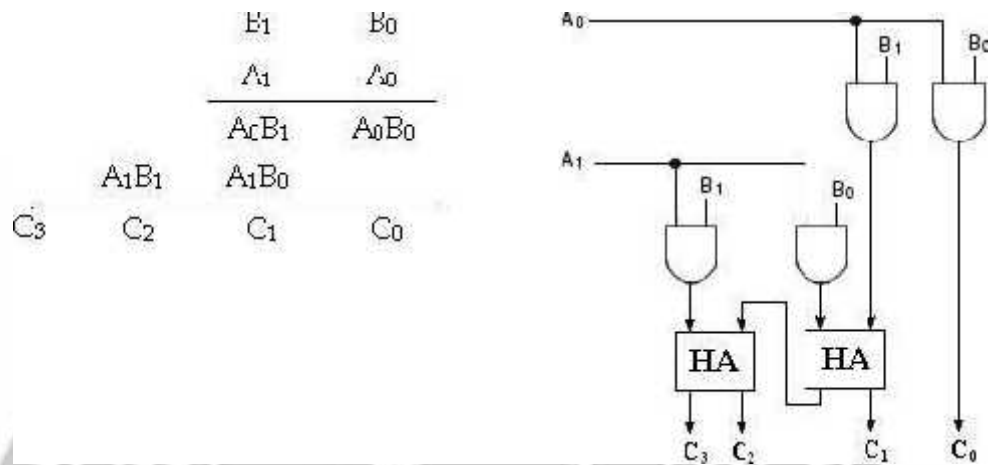 B₁ B₀
A₁ A₀
A₀B₁ A₀B₀
A₁B₁ A₁B₀
C₃ C₂ C₁ C₀
A₀
B₁ B₀
A₁
B₁ B₀
HA HA
C₃ C₂ C₁ C₀